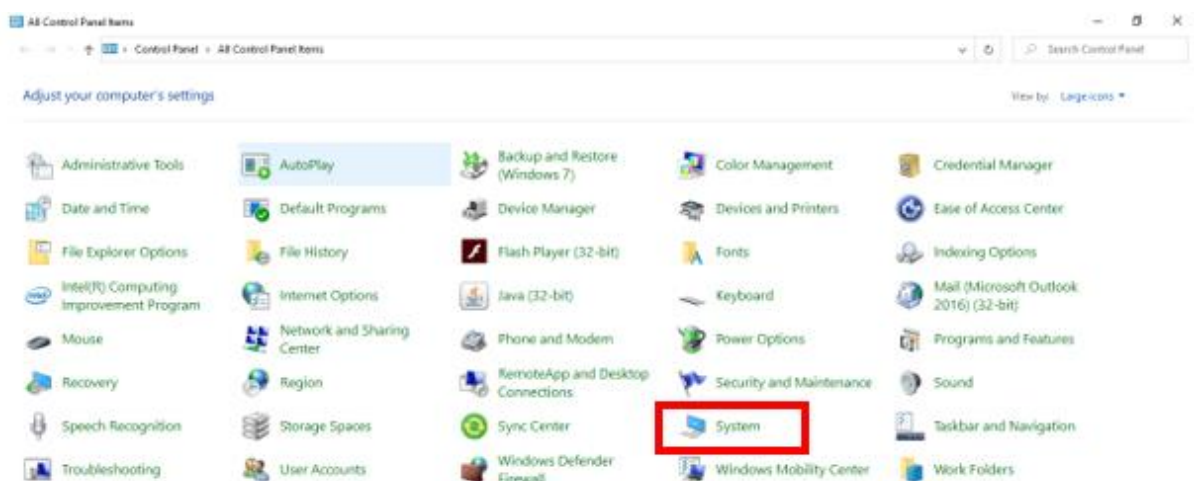 All Control Panel Items
Control Panel > All Control Panel Items
Search Control Panel
Adjust your computer's settings
View by: Large icons
Administrative Tools
AutoPlay
Backup and Restore
(Windows 7)
Color Management
Credential Manager
Date and Time
Default Programs
Device Manager
Devices and Printers
Ease of Access Center
File Explorer Options
File History
Flash Player (32-bit)
Fonts
Indexing Options
Intel(R) Computing
Improvement Program
Internet Options
Java (32-bit)
Keyboard
Mail (Microsoft Outlook
2016) (32-bit)
Mouse
Network and Sharing
Center
Phone and Modem
Power Options
Programs and Features
Recovery
Region
RemoteApp and Desktop
Connections
Security and Maintenance
Sound
Speech Recognition
Storage Spaces
Sync Center
System
Taskbar and Navigation
Troubleshooting
User Accounts
Windows Defender
Firewall
Windows Mobility Center
Work Folders